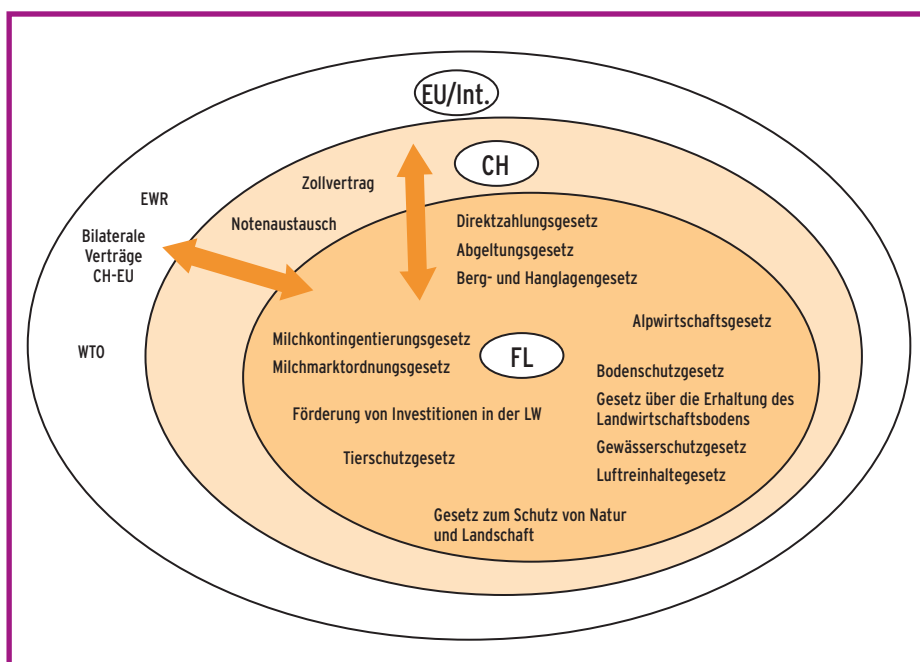 EU/Int.
CH
Zollvertrag
EWR
Notenaustausch
Bilaterale
Verträge
CH-EU
WTO
Direktzahlungsgesetz
Abgeltungsgesetz
Berg- und Hanglagengesetz
Alpwirtschaftsgesetz
Milchkontingentierungsgesetz
Milchmarktordnungsgesetz
FL
Bodenschutzgesetz
Gesetz über die Erhaltung des
Landwirtschaftsbodens
Förderung von Investitionen in der LW
Gewässerschutzgesetz
Tierschutzgesetz
Luftreinhaltegesetz
Gesetz zum Schutz von Natur
und Landschaft